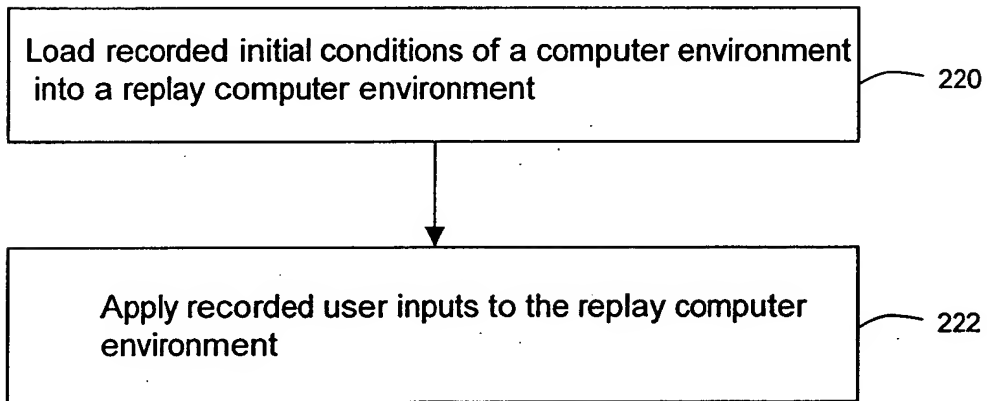 Load recorded initial conditions of a computer environment
into a replay computer environment
220
Apply recorded user inputs to the replay computer
environment
222